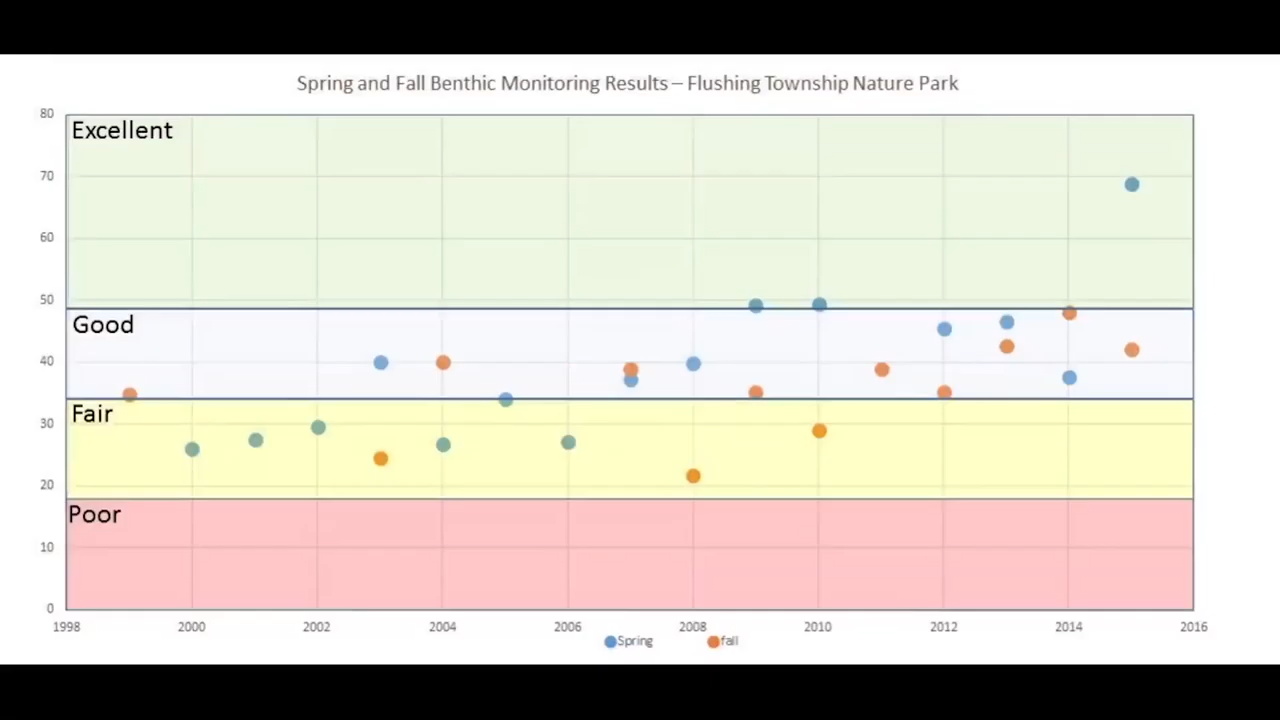 Spring and Fall Benthic Monitoring Results – Flushing Township Nature Park
80
Excellent
70
60
50
Good
40
Fair
30
20
Poor
10
0
1998 2000 2002 2004 2006 2008 2010 2012 2014 2016
Spring fall